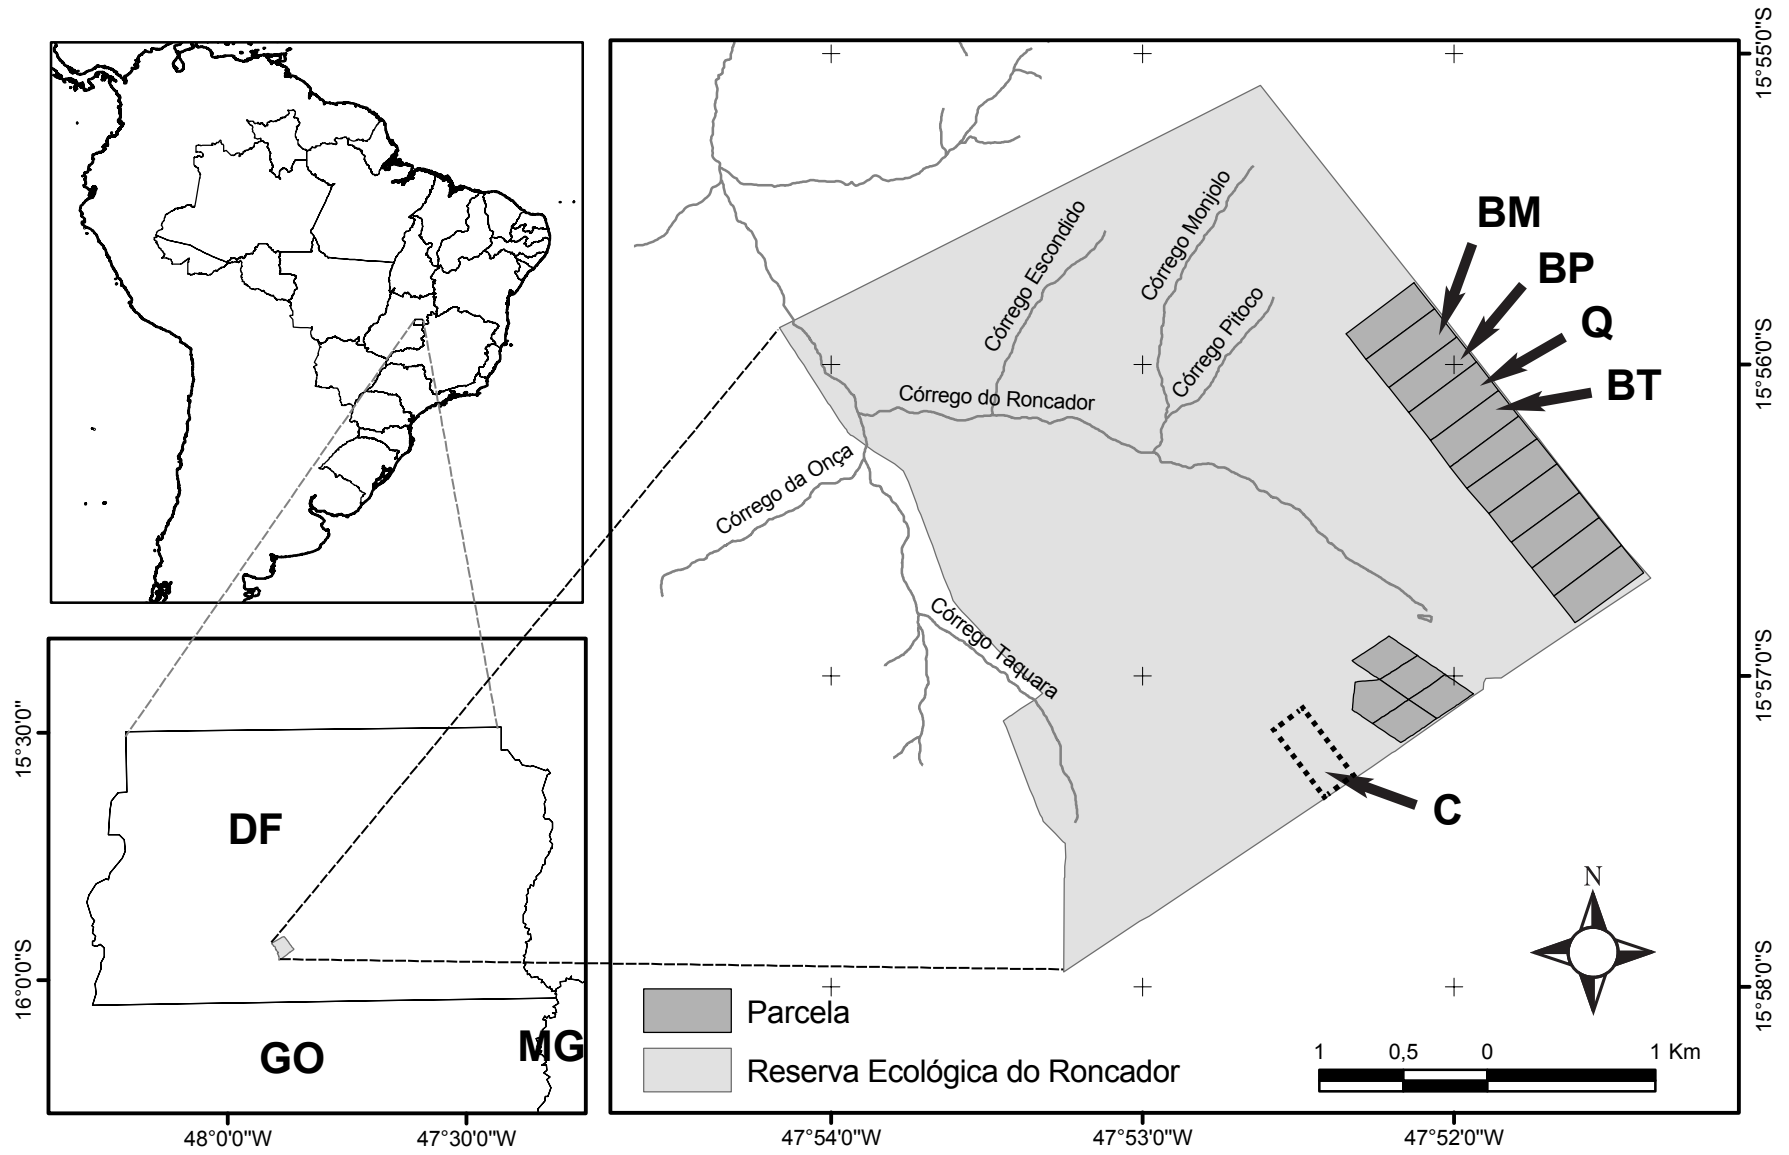 15°55'0"S
15°56'0"S
15°57'0"S
15°58'0"S
BM
BP
Q
BT
C
Córrego Escondido
Córrego Monjolo
Córrego Pitoco
Córrego do Roncador
Córrego da Onça
Córrego Taquara
N
Parcela
Reserva Ecológica do Roncador
1 0,5 0 1 Km
47°54'0"W 47°53'0"W 47°52'0"W
15°30'0"
16°0'0"S
DF
GO
MG
48°0'0"W 47°30'0"W